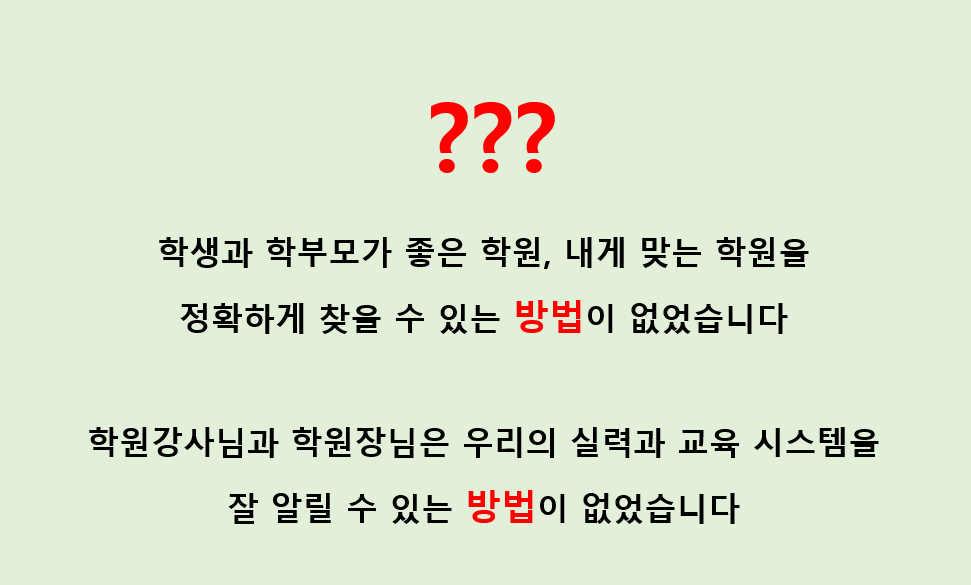 ???
학생과 학부모가 좋은 학원, 내게 맞는 학원을
정확하게 찾을 수 있는 방법이 없었습니다
학원강사님과 학원장님은 우리의 실력과 교육 시스템을
잘 알릴 수 있는 방법이 없었습니다